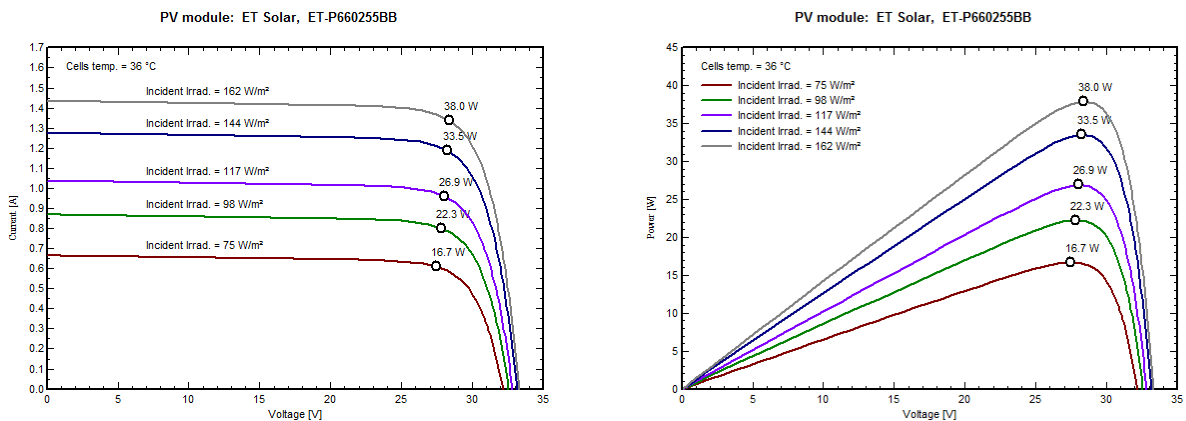 PV module: ET Solar, ET-P660255BB
1.7
1.6
1.5
1.4
1.3
1.2
1.1
1.0
0.9
0.8
0.7
0.6
0.5
0.4
0.3
0.2
0.1
0.0
Current [A]
Cells temp. = 36 °C
Incident Irrad. = 162 W/m²
38.0 W
Incident Irrad. = 144 W/m²
33.5 W
Incident Irrad. = 117 W/m²
26.9 W
Incident Irrad. = 98 W/m²
22.3 W
Incident Irrad. = 75 W/m²
16.7 W
0 5 10 15 20 25 30 35
Voltage [V]
PV module: ET Solar, ET-P660255BB
45
40
35
30
25
20
15
10
5
0
Power [W]
Cells temp. = 36 °C
Incident Irrad. = 75 W/m²
Incident Irrad. = 98 W/m²
Incident Irrad. = 117 W/m²
Incident Irrad. = 144 W/m²
Incident Irrad. = 162 W/m²
38.0 W
33.5 W
26.9 W
22.3 W
16.7 W
0 5 10 15 20 25 30 35
Voltage [V]